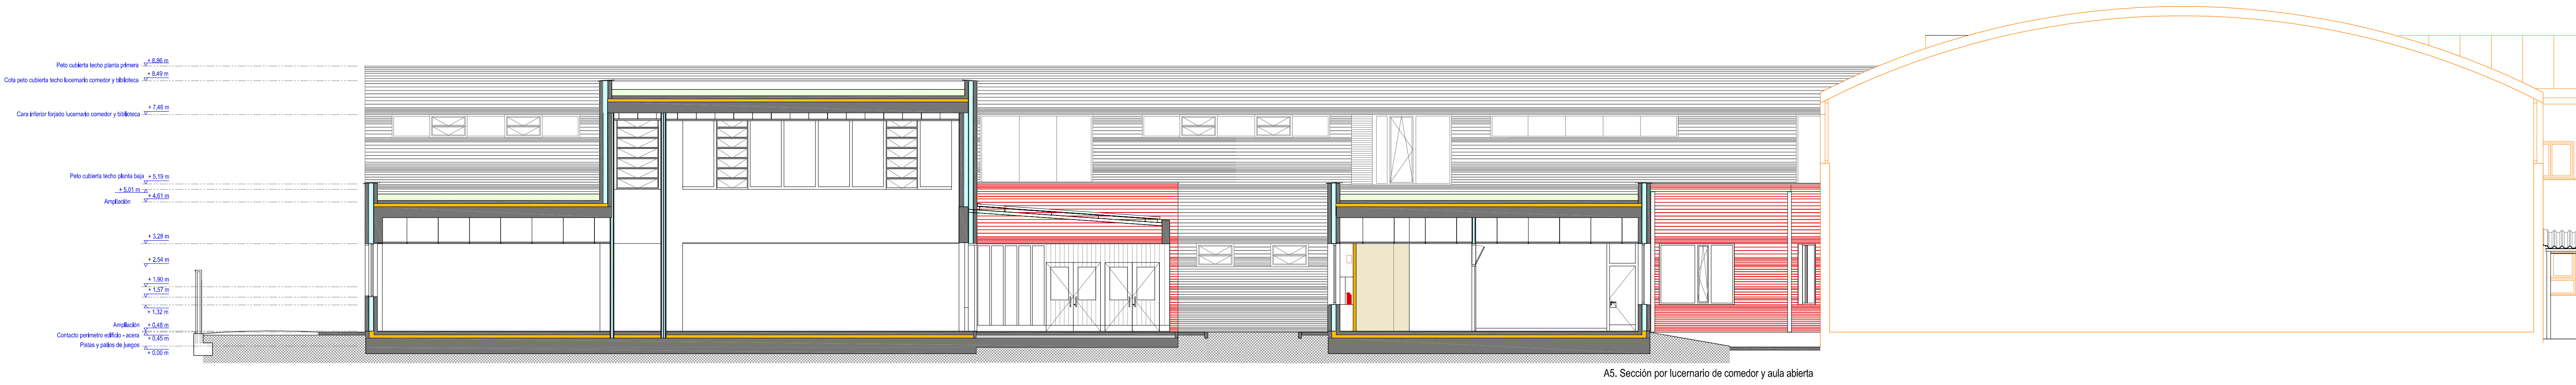 Peto cubierta techo planta primera + 8,96 m
Cota peto cubierta techo lucernario comedor y biblioteca + 8,49 m
Cara inferior forjado lucernario comedor y biblioteca + 7,46 m
Peto cubierta techo planta baja + 5,19 m
+ 5,01 m
Ampliación + 4,61 m
+ 3,28 m
+ 2,54 m
+ 1,90 m
+ 1,57 m
+ 1,32 m
Ampliación + 0,48 m
Contacto perímetro edificio - acera + 0,45 m
Pistas y patios de juegos + 0,00 m
A5. Sección por lucernario de comedor y aula abierta